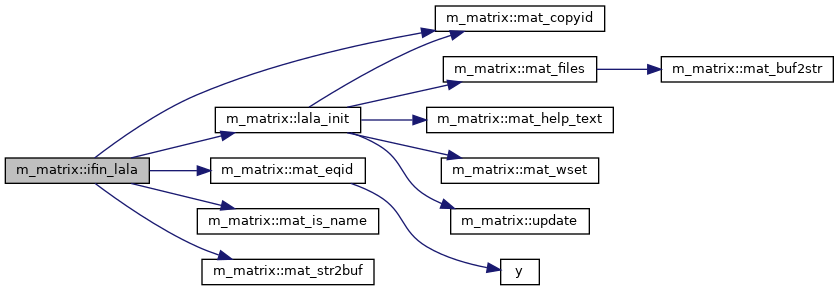 m_matrix::mat_copyid
m_matrix::mat_files
m_matrix::mat_buf2str
m_matrix::lala_init
m_matrix::mat_help_text
m_matrix::ifin_lala
m_matrix::mat_eqid
m_matrix::mat_wset
m_matrix::mat_is_name
m_matrix::update
m_matrix::mat_str2buf
y